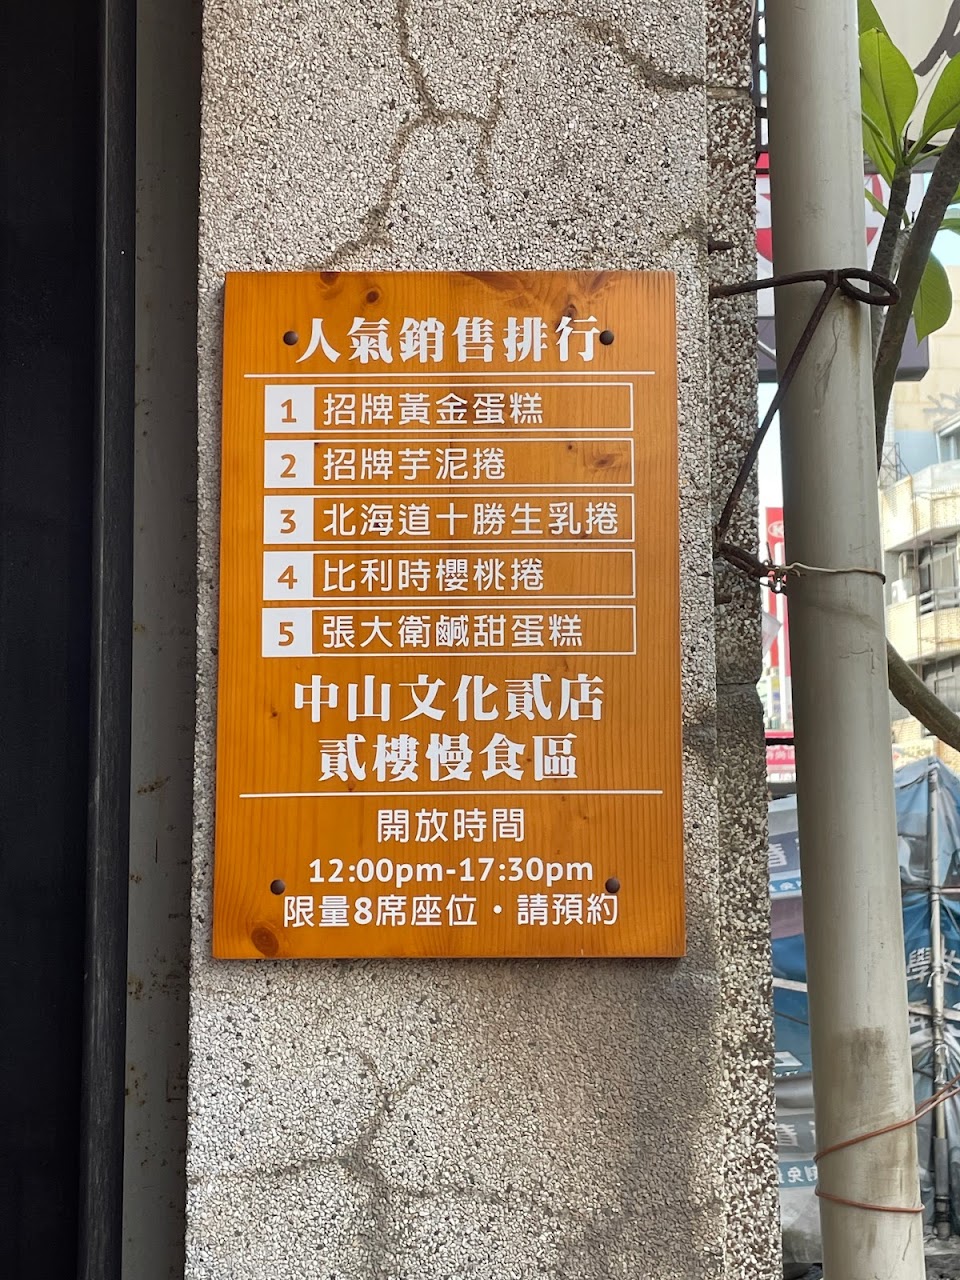 人氣銷售排行
1 招牌黃金蛋糕
2 招牌芋泥捲
3 北海道十勝生乳捲
4 比利時櫻桃捲
5 張大衛鹹甜蛋糕
中山文化貳店
貳樓慢食區
開放時間
12:00pm-17:30pm
限量8席座位・請預約